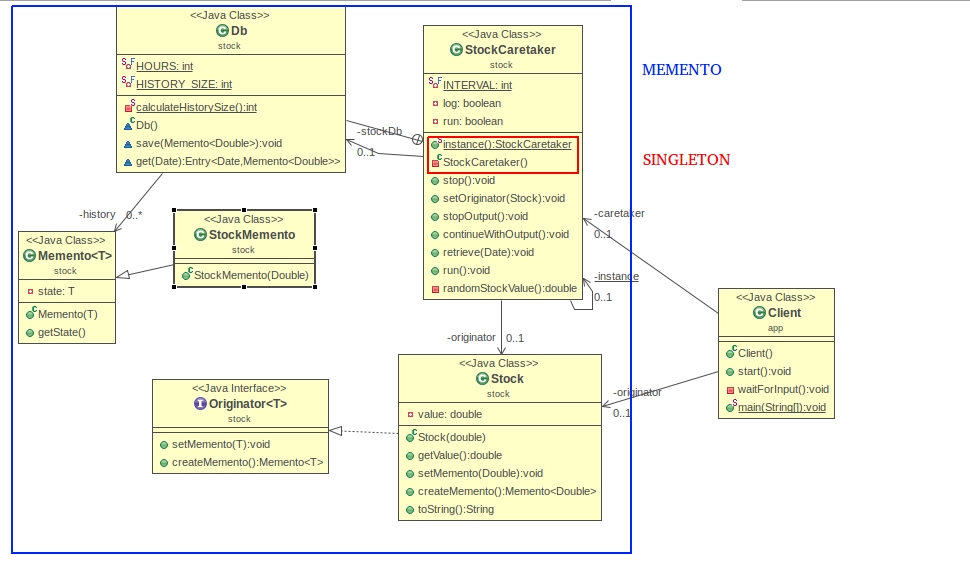 <<Java Class>>
Db
stock
HOURS: int
HISTORY_SIZE: int
calculateHistorySize():int
Db()
save(Memento<Double>):void
get(Date):Entry<Date,Memento<Double>>
<<Java Class>>
StockCaretaker
stock
INTERVAL: int
log: boolean
run: boolean
instance():StockCaretaker
StockCaretaker()
stop():void
setOriginator(Stock):void
stopOutput():void
continueWithOutput():void
retrieve(Date):void
run():void
randomStockValue():double
MEMENTO
SINGLETON
-stockDb
0..1
-history
0..*
<<Java Class>>
Memento<T>
stock
state: T
Memento(T)
getState()
<<Java Class>>
StockMemento
stock
StockMemento(Double)
-caretaker
0..1
-instance
0..1
<<Java Class>>
Client
app
Client()
start():void
waitForInput():void
main(String[]):void
-originator
0..1
<<Java Class>>
Stock
stock
value: double
Stock(double)
getValue():double
setMemento(Double):void
createMemento():Memento<Double>
toString():String
-originator
0..1
<<Java Interface>>
Originator<T>
stock
setMemento(T):void
createMemento():Memento<T>